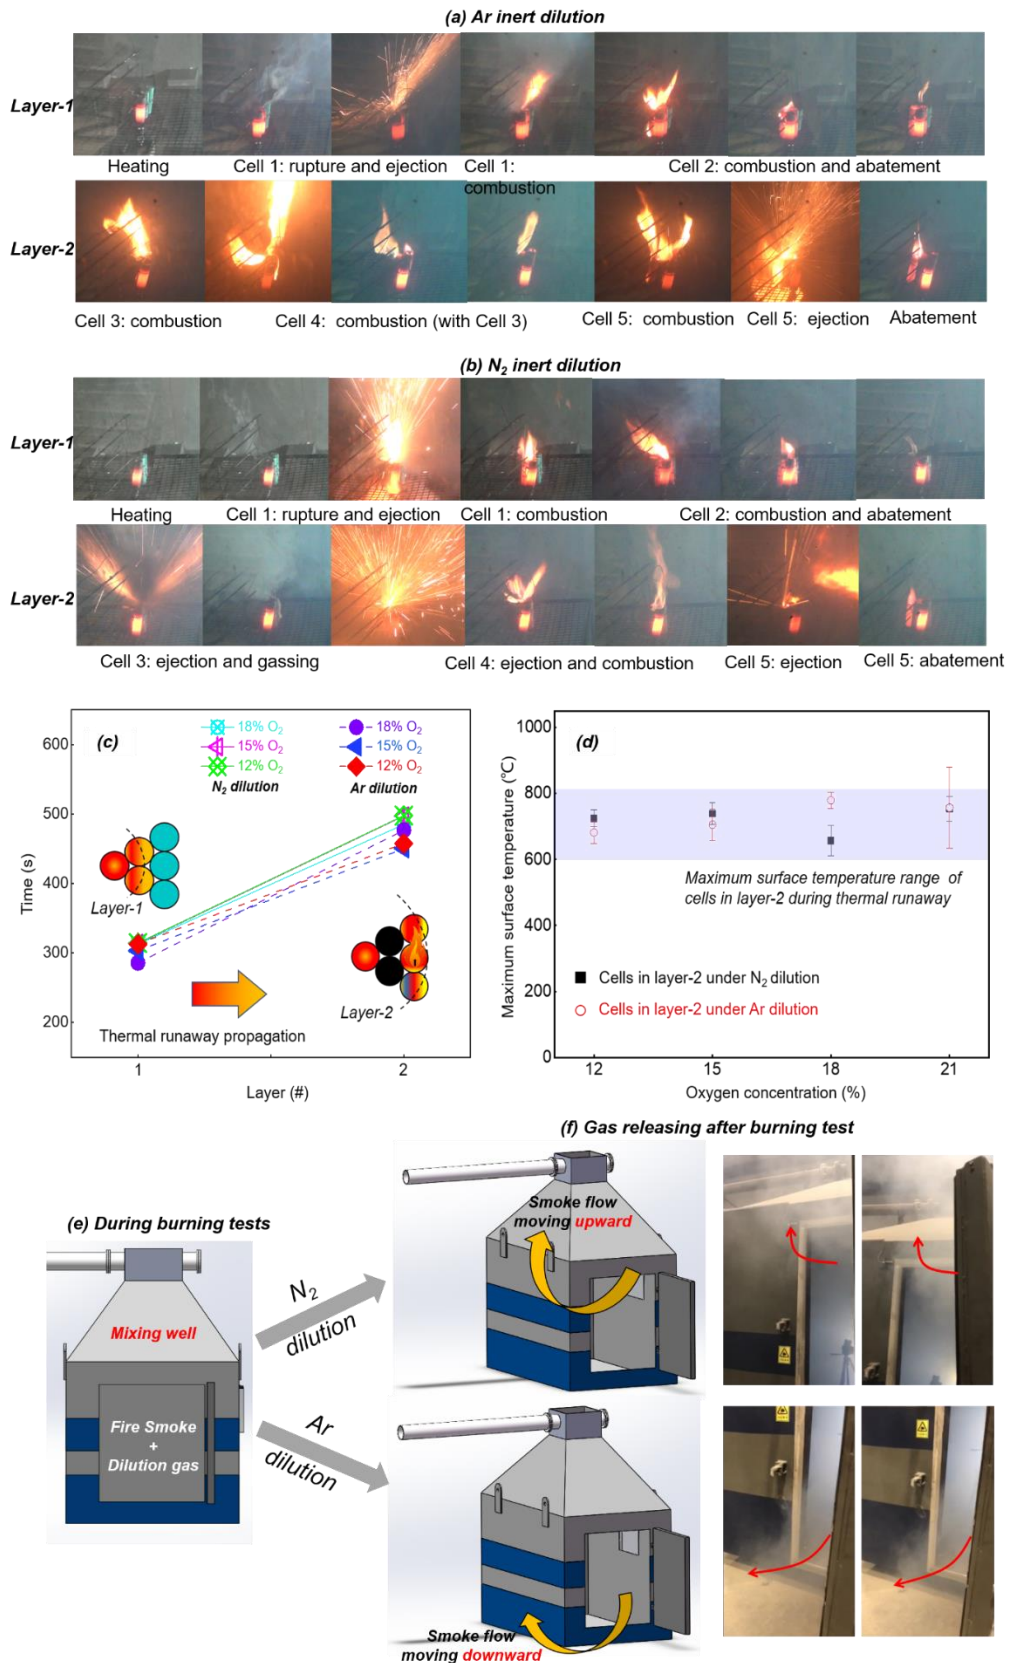 (a) Ar inert dilution
Layer-1
Heating
Cell 1: rupture and ejection
Cell 1:
combustion
Cell 2: combustion and abatement
Layer-2
Cell 3: combustion
Cell 4: combustion (with Cell 3)
Cell 5: combustion
Cell 5: ejection
Abatement
(b) N₂ inert dilution
Layer-1
Heating
Cell 1: rupture and ejection
Cell 1: combustion
Cell 2: combustion and abatement
Layer-2
Cell 3: ejection and gassing
Cell 4: ejection and combustion
Cell 5: ejection
Cell 5: abatement
(c)
18% O₂
15% O₂
12% O₂
N₂ dilution
18% O₂
15% O₂
12% O₂
Ar dilution
Time (s)
600
500
400
300
200
Layer-1
Layer-2
Thermal runaway propagation
1
2
Layer (#)
(d)
Maximum surface temperature (℃)
1000
800
600
400
200
0
Maximum surface temperature range of
cells in layer-2 during thermal runaway
Cells in layer-2 under N₂ dilution
Cells in layer-2 under Ar dilution
12
15
18
21
Oxygen concentration (%)
(e) During burning tests
Mixing well
Fire Smoke
+
Dilution gas
N₂
dilution
Ar
dilution
(f) Gas releasing after burning test
Smoke flow
moving upward
Smoke flow
moving downward